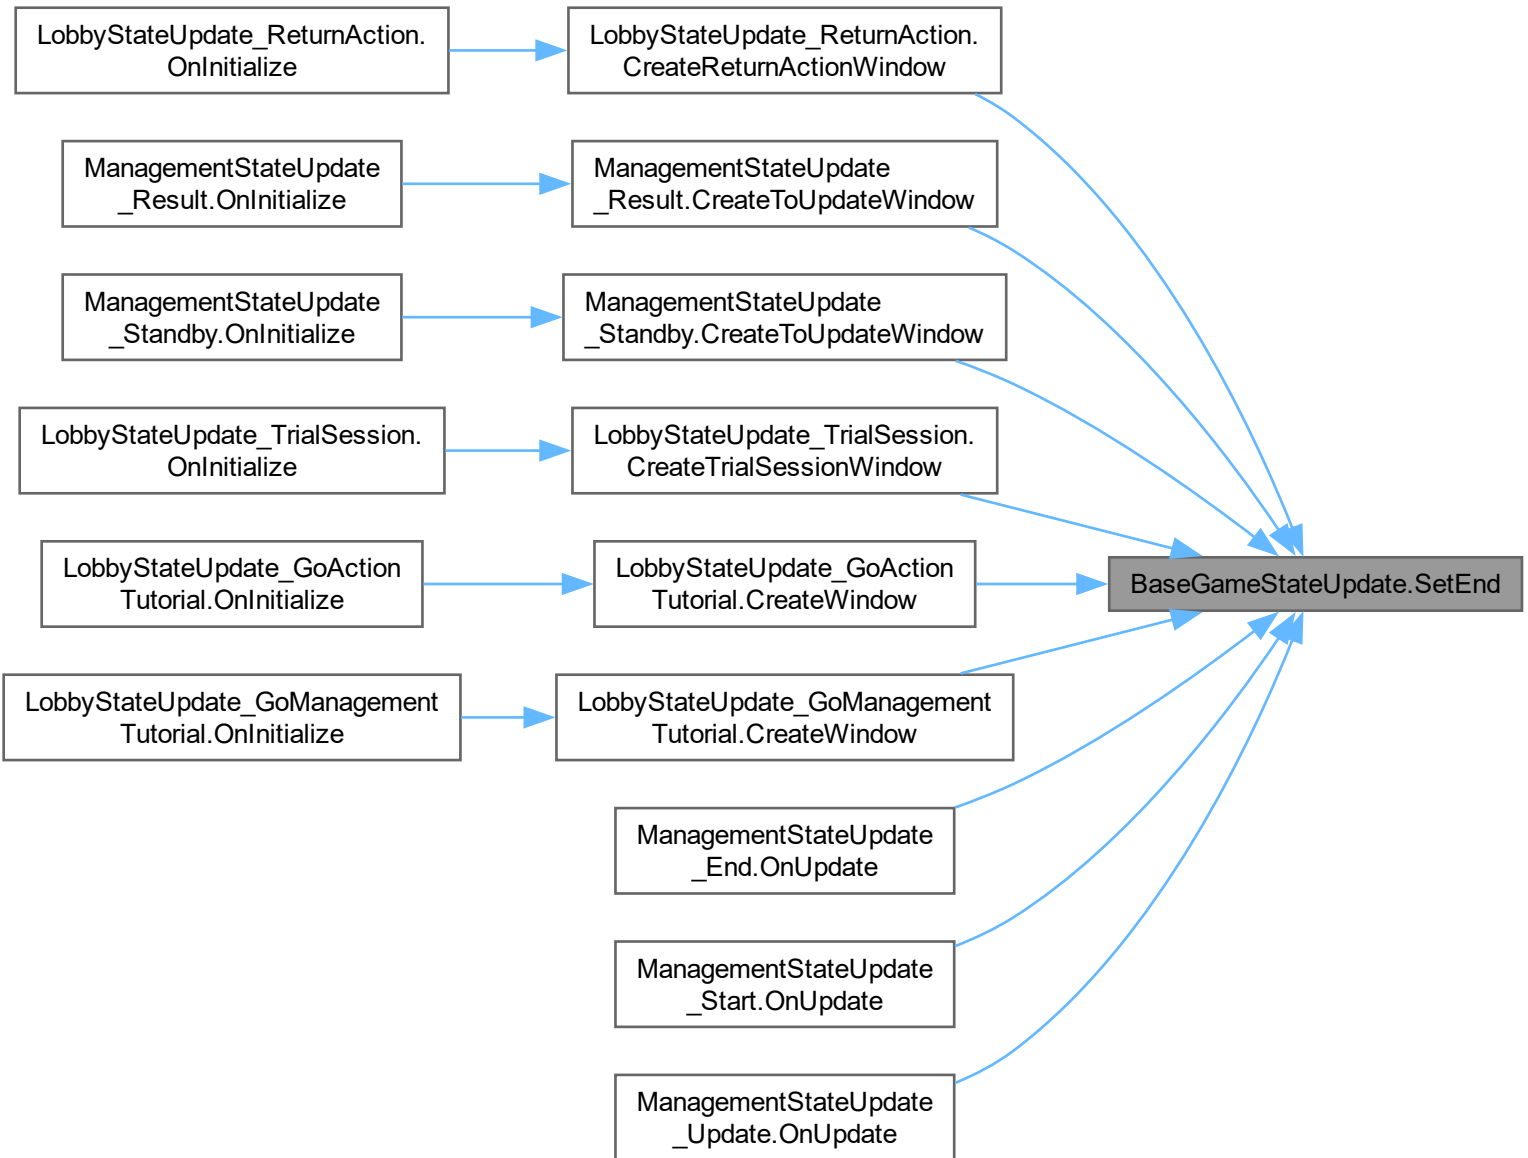 LobbyStateUpdate_ReturnAction.
OnInitialize
LobbyStateUpdate_ReturnAction.
CreateReturnActionWindow
ManagementStateUpdate
_Result.OnInitialize
ManagementStateUpdate
_Result.CreateToUpdateWindow
ManagementStateUpdate
_Standby.OnInitialize
ManagementStateUpdate
_Standby.CreateToUpdateWindow
LobbyStateUpdate_TrialSession.
OnInitialize
LobbyStateUpdate_TrialSession.
CreateTrialSessionWindow
LobbyStateUpdate_GoAction
Tutorial.OnInitialize
LobbyStateUpdate_GoAction
Tutorial.CreateWindow
BaseGameStateUpdate.SetEnd
LobbyStateUpdate_GoManagement
Tutorial.OnInitialize
LobbyStateUpdate_GoManagement
Tutorial.CreateWindow
ManagementStateUpdate
_End.OnUpdate
ManagementStateUpdate
_Start.OnUpdate
ManagementStateUpdate
_Update.OnUpdate